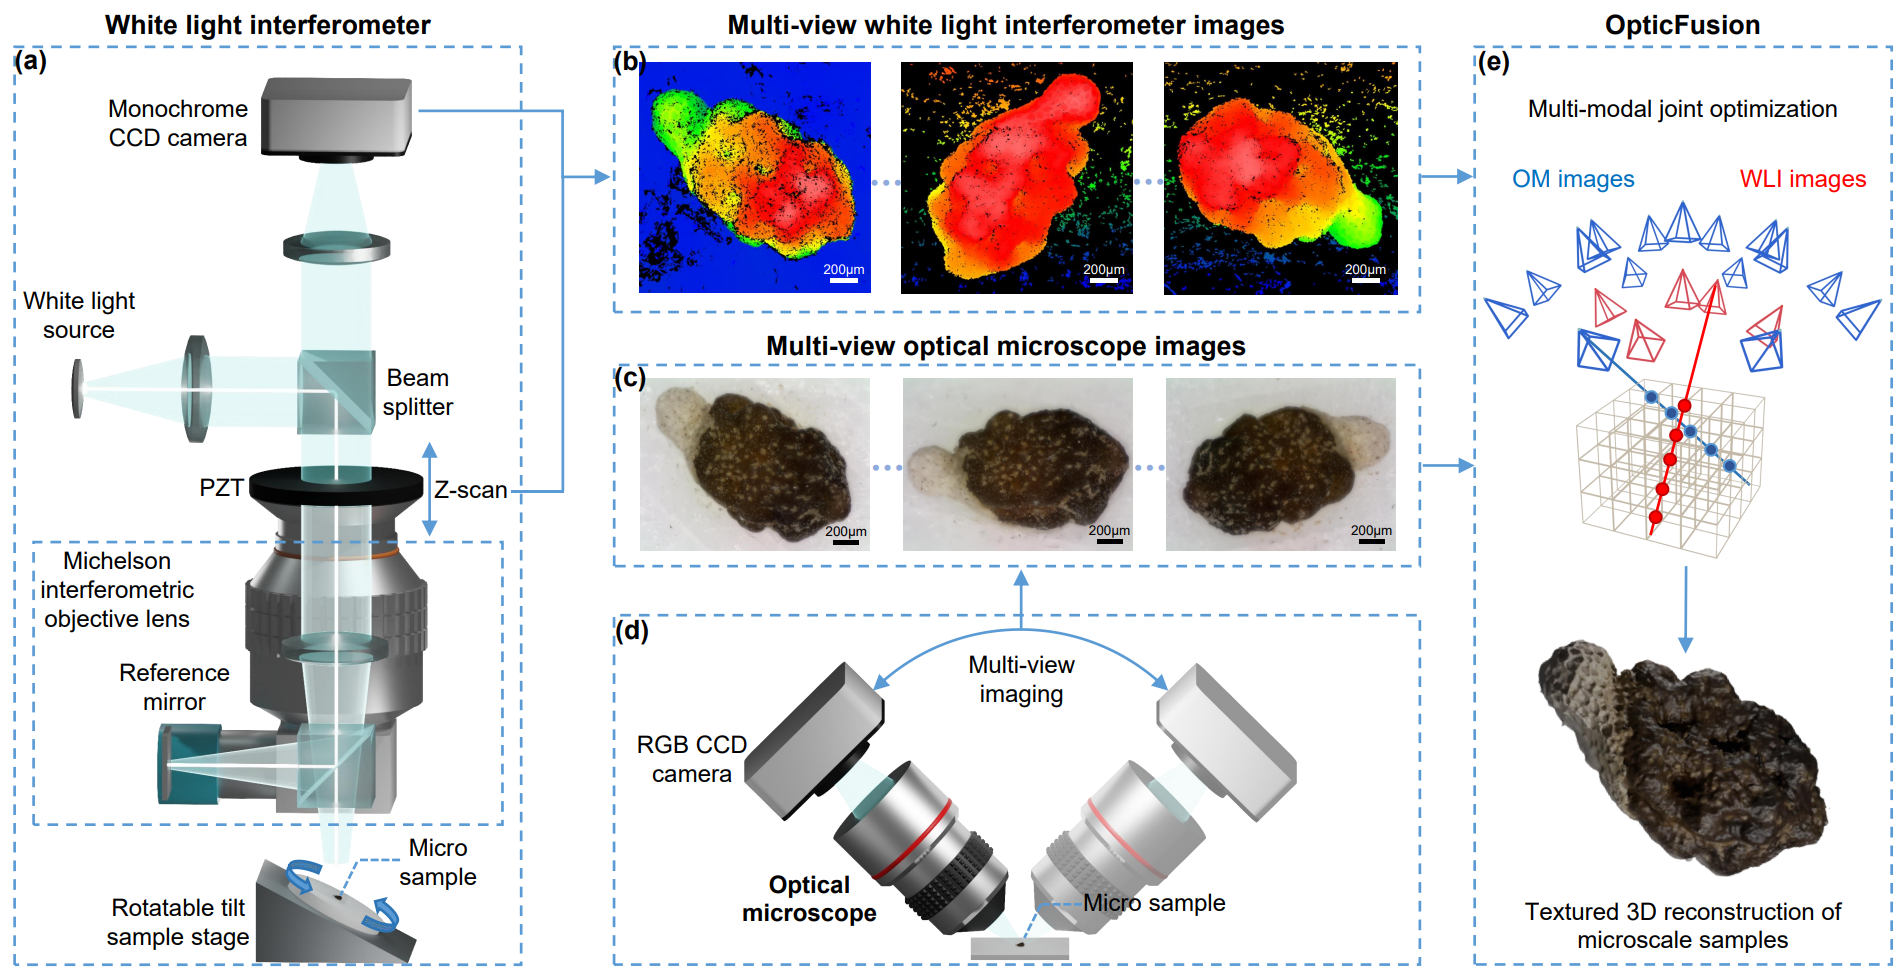 White light interferometer
(a)
Monochrome
CCD camera
White light
source
Beam
splitter
PZT
Z-scan
Michelson
interferometric
objective lens
Reference
mirror
Micro
sample
Rotatable tilt
sample stage
Multi-view white light interferometer images
(b)
200μm
200μm
200μm
Multi-view optical microscope images
(c)
200μm
200μm
200μm
(d)
Multi-view
imaging
RGB CCD
camera
Optical
microscope
Micro sample
OpticFusion
(e)
Multi-modal joint optimization
OM images
WLI images
Textured 3D reconstruction of
microscale samples